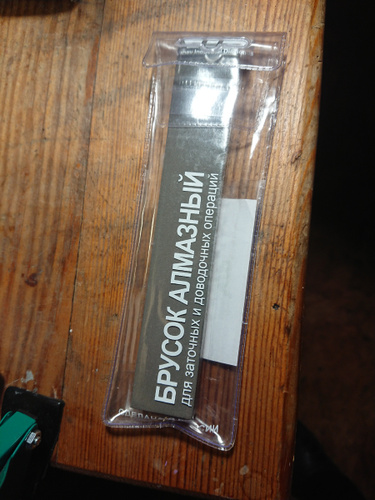 БРУСОК АЛМАЗНЫЙ
для заточных и доводочных операций